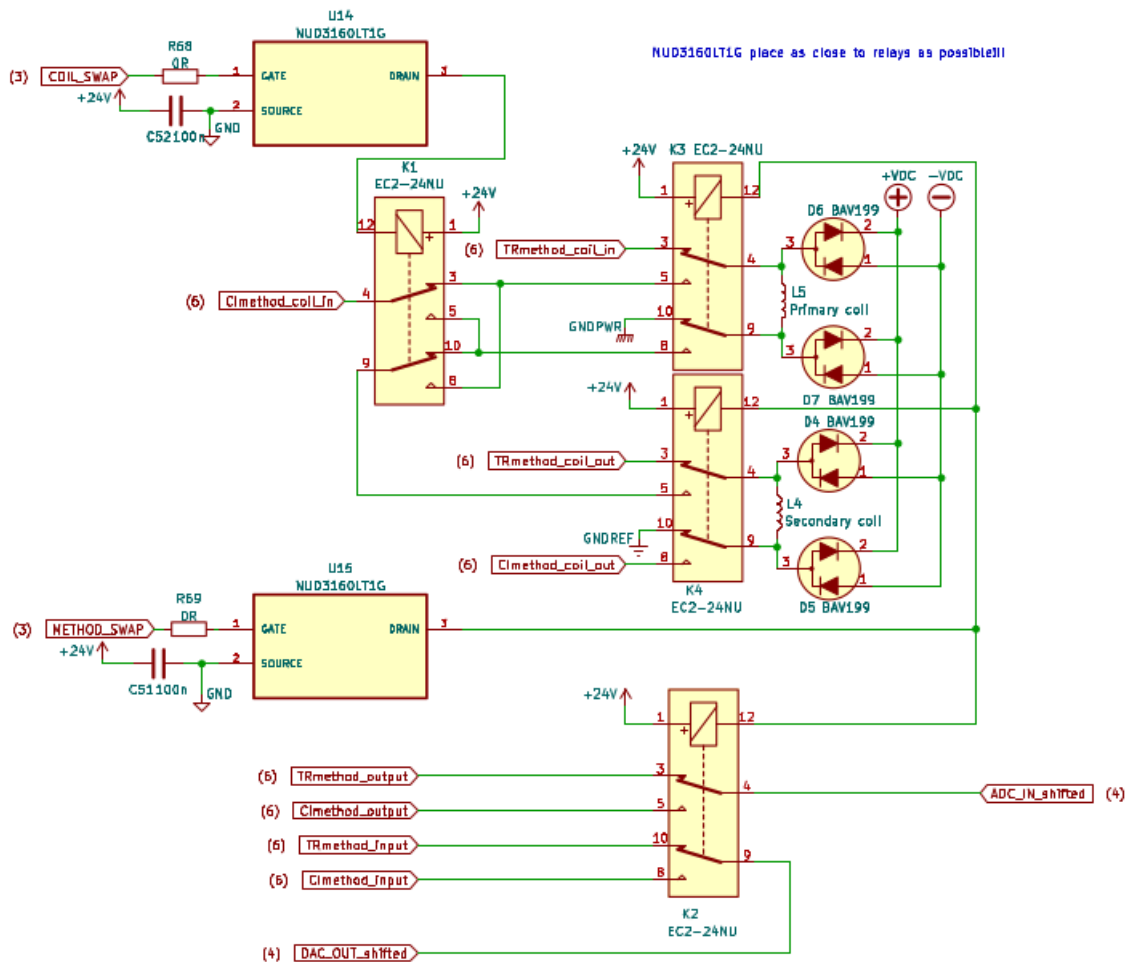 U14
NUD3160LT1G
NUD3160LT1G place as close to relays as possible!!!
R68
0R
(3) COIL_SWAP
1 GATE DRAIN 3
+24V
2 SOURCE
C52100n
GND
K1
EC2-24NU
+24V
12 1
(6) CImethod_coil_in
4 3
5
9 10
8
K3 EC2-24NU
+24V
1 12
(6) TRmethod_coil_in
3 4
5
GNDPWR
10 9
8
+VDC
-VDC
D6 BAV199
3 2
1
L5
Primary coil
3 2
1
D7 BAV199
+24V
1 12
(6) TRmethod_coil_out
3 4
5
GNDREF
10 9
(6) CImethod_coil_out
8
K4
EC2-24NU
D4 BAV199
3 2
1
L4
Secondary coil
3 2
1
D5 BAV199
U15
NUD3160LT1G
R69
0R
(3) METHOD_SWAP
1 GATE DRAIN 3
+24V
2 SOURCE
C51100n
GND
+24V
1 12
(6) TRmethod_output
3 4
ADC_IN_shifted (4)
(6) CImethod_output
5
(6) TRmethod_input
10 9
(6) CImethod_input
8
K2
EC2-24NU
(4) DAC_OUT_shifted